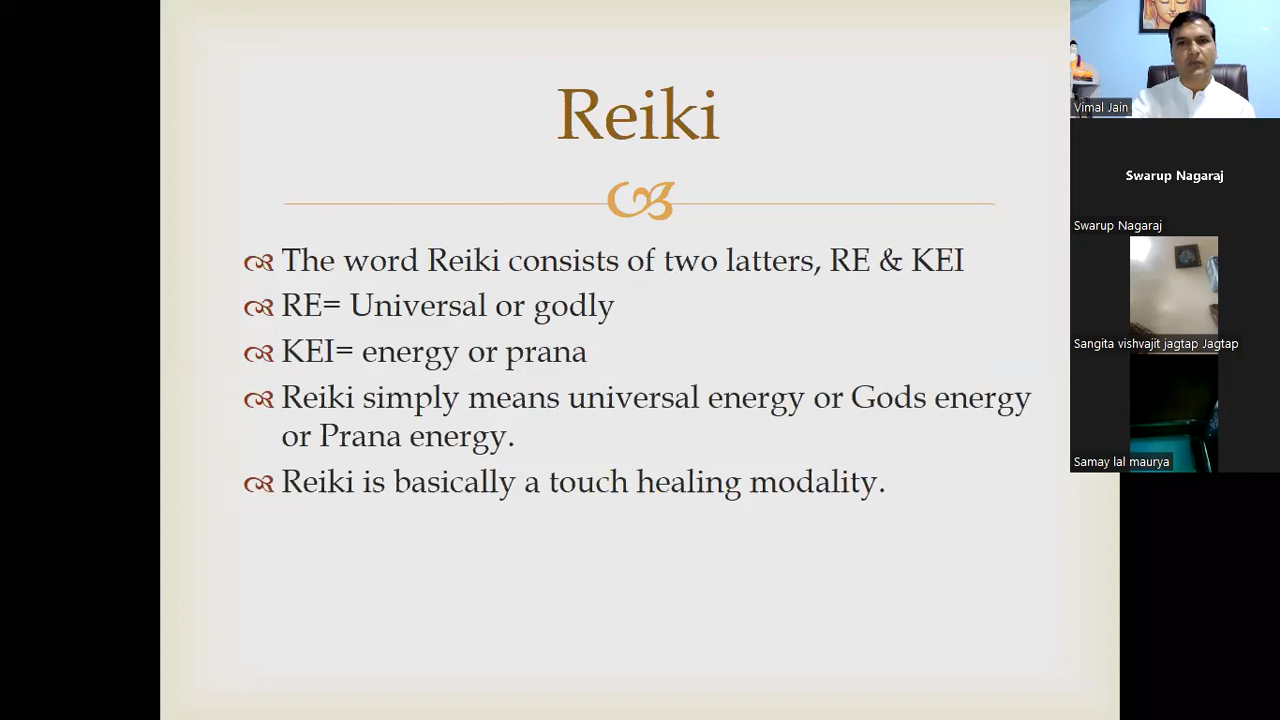 Reiki
The word Reiki consists of two latters, RE & KEI
RE= Universal or godly
KEI= energy or prana
Reiki simply means universal energy or Gods energy
or Prana energy.
Reiki is basically a touch healing modality.
Vimal Jain
Swarup Nagaraj
Swarup Nagaraj
Sangita vishvajit jagtap Jagtap
Samay lal maurya